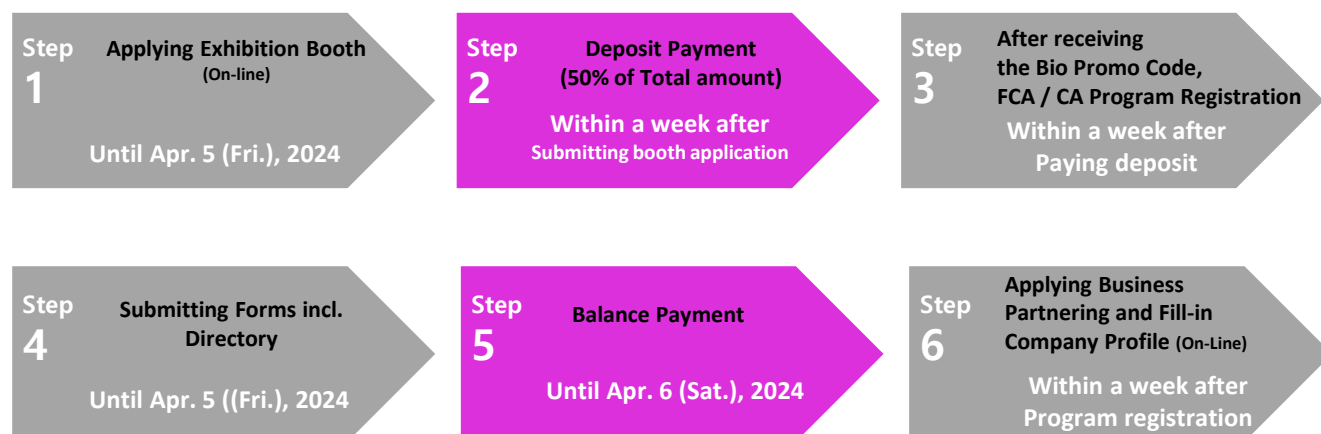 Step
1
Applying Exhibition Booth
(On-line)
Until Apr. 5 (Fri.), 2024
Step
2
Deposit Payment
(50% of Total amount)
Within a week after
Submitting booth application
Step
3
After receiving
the Bio Promo Code,
FCA / CA Program Registration
Within a week after
Paying deposit
Step
4
Submitting Forms incl.
Directory
Until Apr. 5 ((Fri.), 2024
Step
5
Balance Payment
Until Apr. 6 (Sat.), 2024
Step
6
Applying Business
Partnering and Fill-in
Company Profile (On-Line)
Within a week after
Program registration